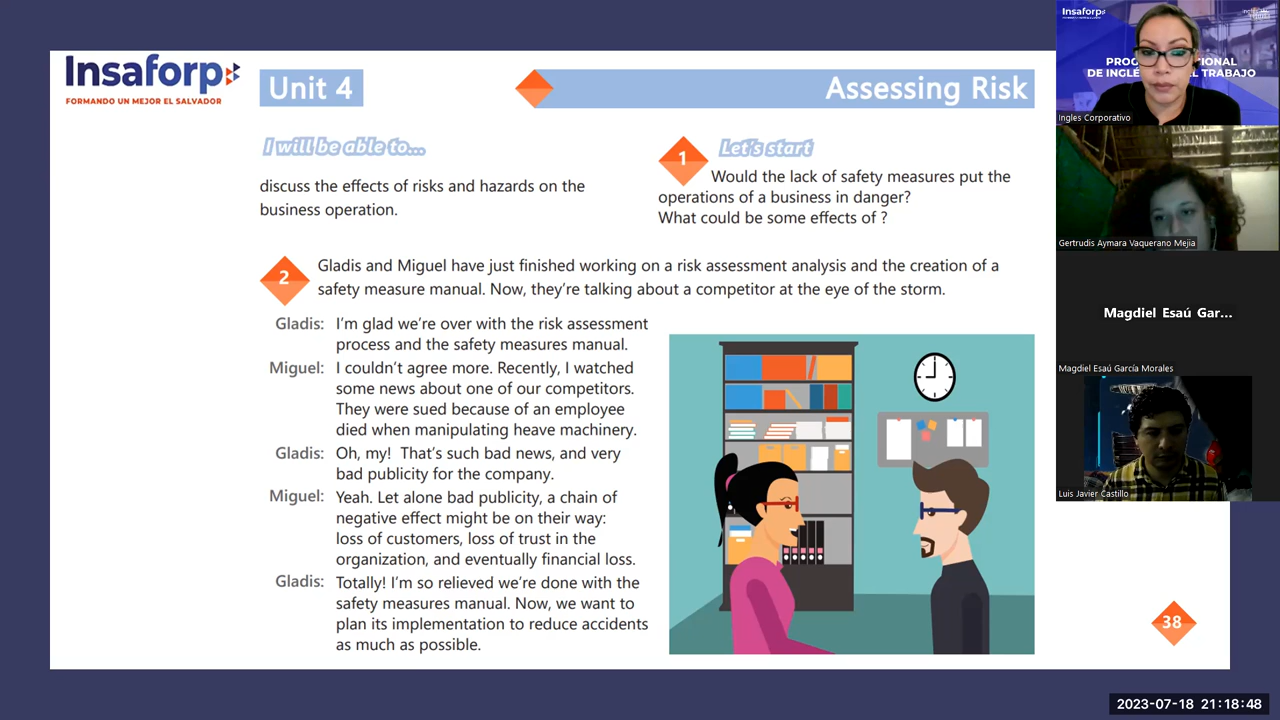 Insaforp
FORMANDO UN MEJOR EL SALVADOR
Unit 4
Assessing Risk
I will be able to...
discuss the effects of risks and hazards on the
business operation.
1
Let's start
Would the lack of safety measures put the
operations of a business in danger?
What could be some effects of ?
2
Gladis and Miguel have just finished working on a risk assessment analysis and the creation of a
safety measure manual. Now, they're talking about a competitor at the eye of the storm.
Gladis: I'm glad we're over with the risk assessment
process and the safety measures manual.
Miguel: I couldn't agree more. Recently, I watched
some news about one of our competitors.
They were sued because of an employee
died when manipulating heave machinery.
Gladis: Oh, my! That's such bad news, and very
bad publicity for the company.
Miguel: Yeah. Let alone bad publicity, a chain of
negative effect might be on their way:
loss of customers, loss of trust in the
organization, and eventually financial loss.
Gladis: Totally! I'm so relieved we're done with the
safety measures manual. Now, we want to
plan its implementation to reduce accidents
as much as possible.
38
Insaforp
PROG IONAL
DE INGLÉ EL TRABAJO
Ingles Corporativo
Gertrudis Aymara Vaquerano Mejia
Magdiel Esaú Gar...
Magdiel Esaú García Morales
Luis Javier Castillo
2023-07-18 21:18:48